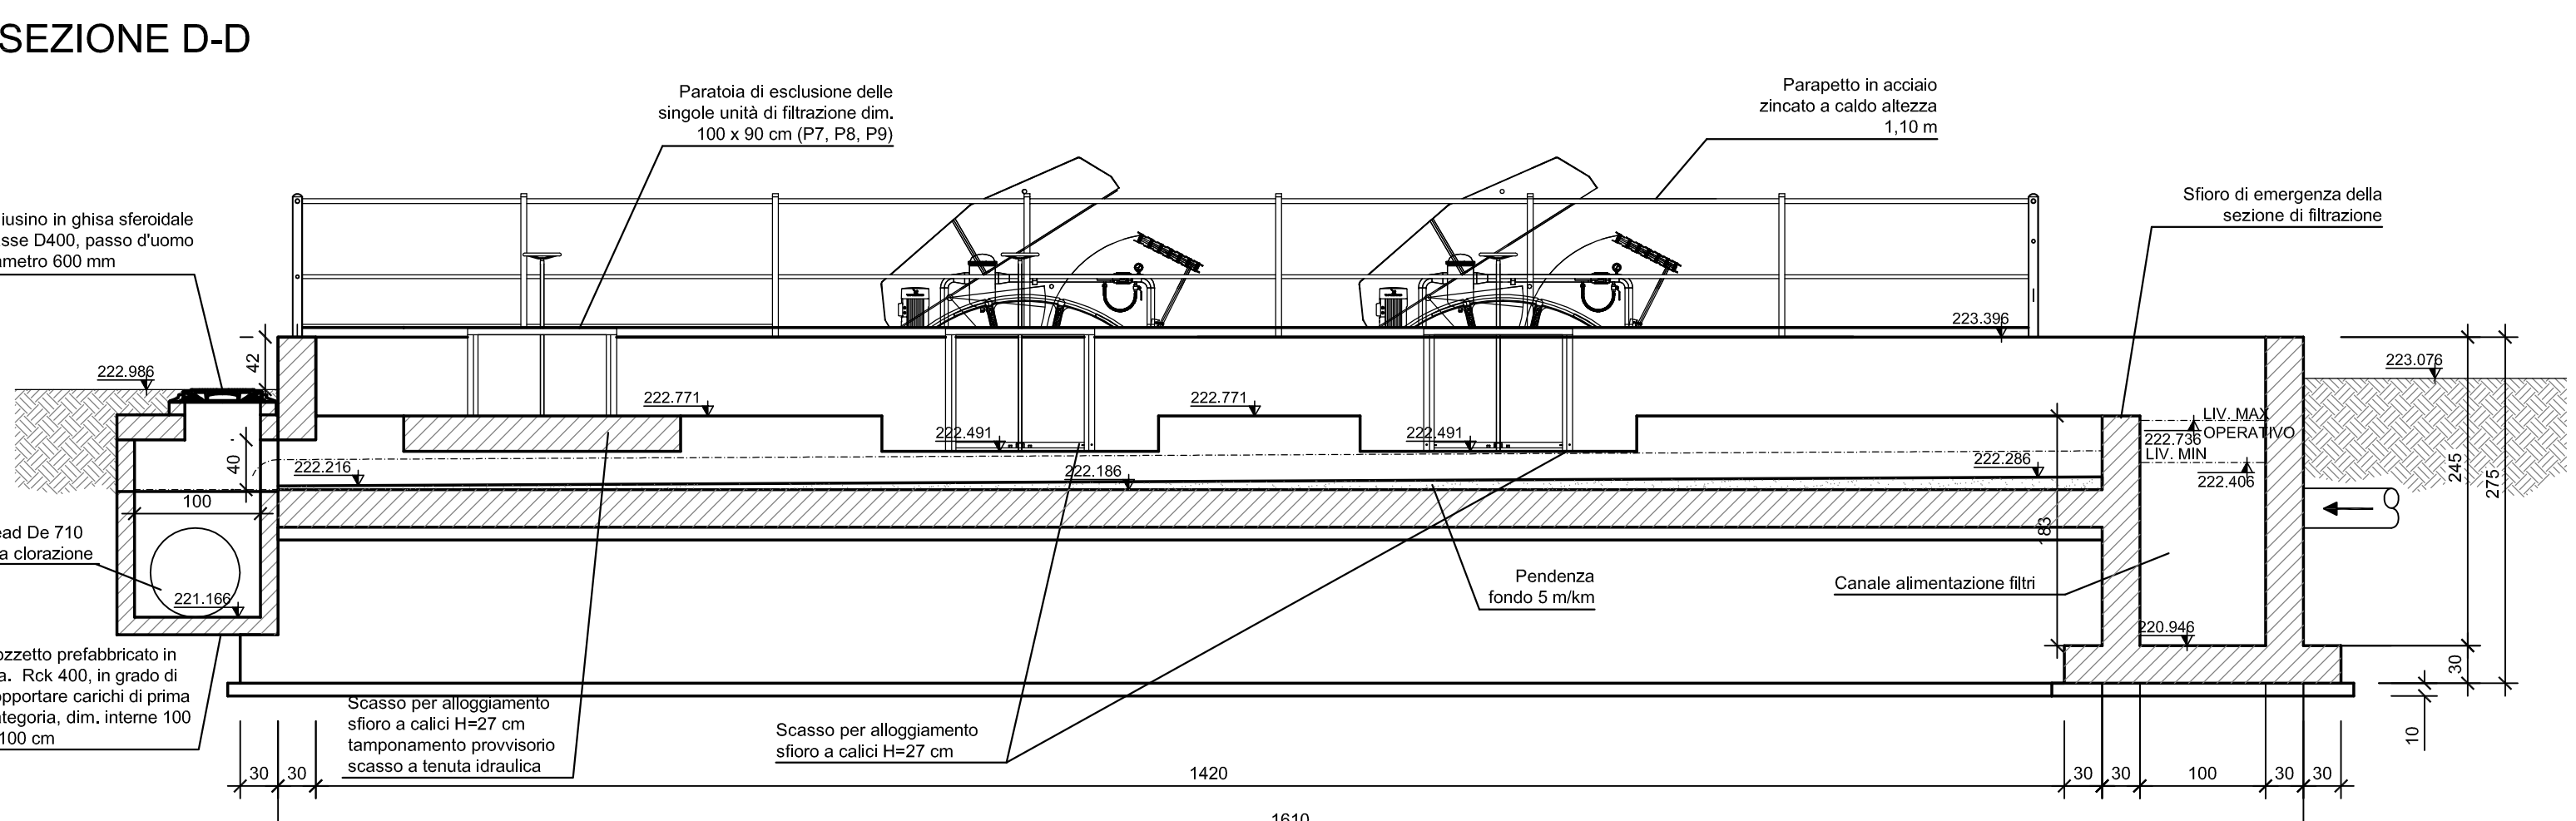 SEZIONE D-D
Paratoia di esclusione delle
singole unità di filtrazione dim.
100 x 90 cm (P7, P8, P9)
Parapetto in acciaio
zincato a caldo altezza
1,10 m
Sfioro di emergenza della
sezione di filtrazione
iusino in ghisa sferoidale
sse D400, passo d'uomo
metro 600 mm
42
222.986
223.396
223.076
222.771
222.771
LIV. MAX
OPERATIVO
222.736
LIV. MIN
222.406
222.491
222.491
40
222.216
222.186
222.286
100
183
245
275
ead De 710
a clorazione
221.166
Pendenza
fondo 5 m/km
Canale alimentazione filtri
220.946
ozzetto prefabbricato in
a. Rck 400, in grado di
opportare carichi di prima
ategoria, dim. interne 100
100 cm
Scasso per alloggiamento
sfioro a calici H=27 cm
tamponamento provvisorio
scasso a tenuta idraulica
Scasso per alloggiamento
sfioro a calici H=27 cm
30
10
30
30
1420
30
30
100
30
30
1610